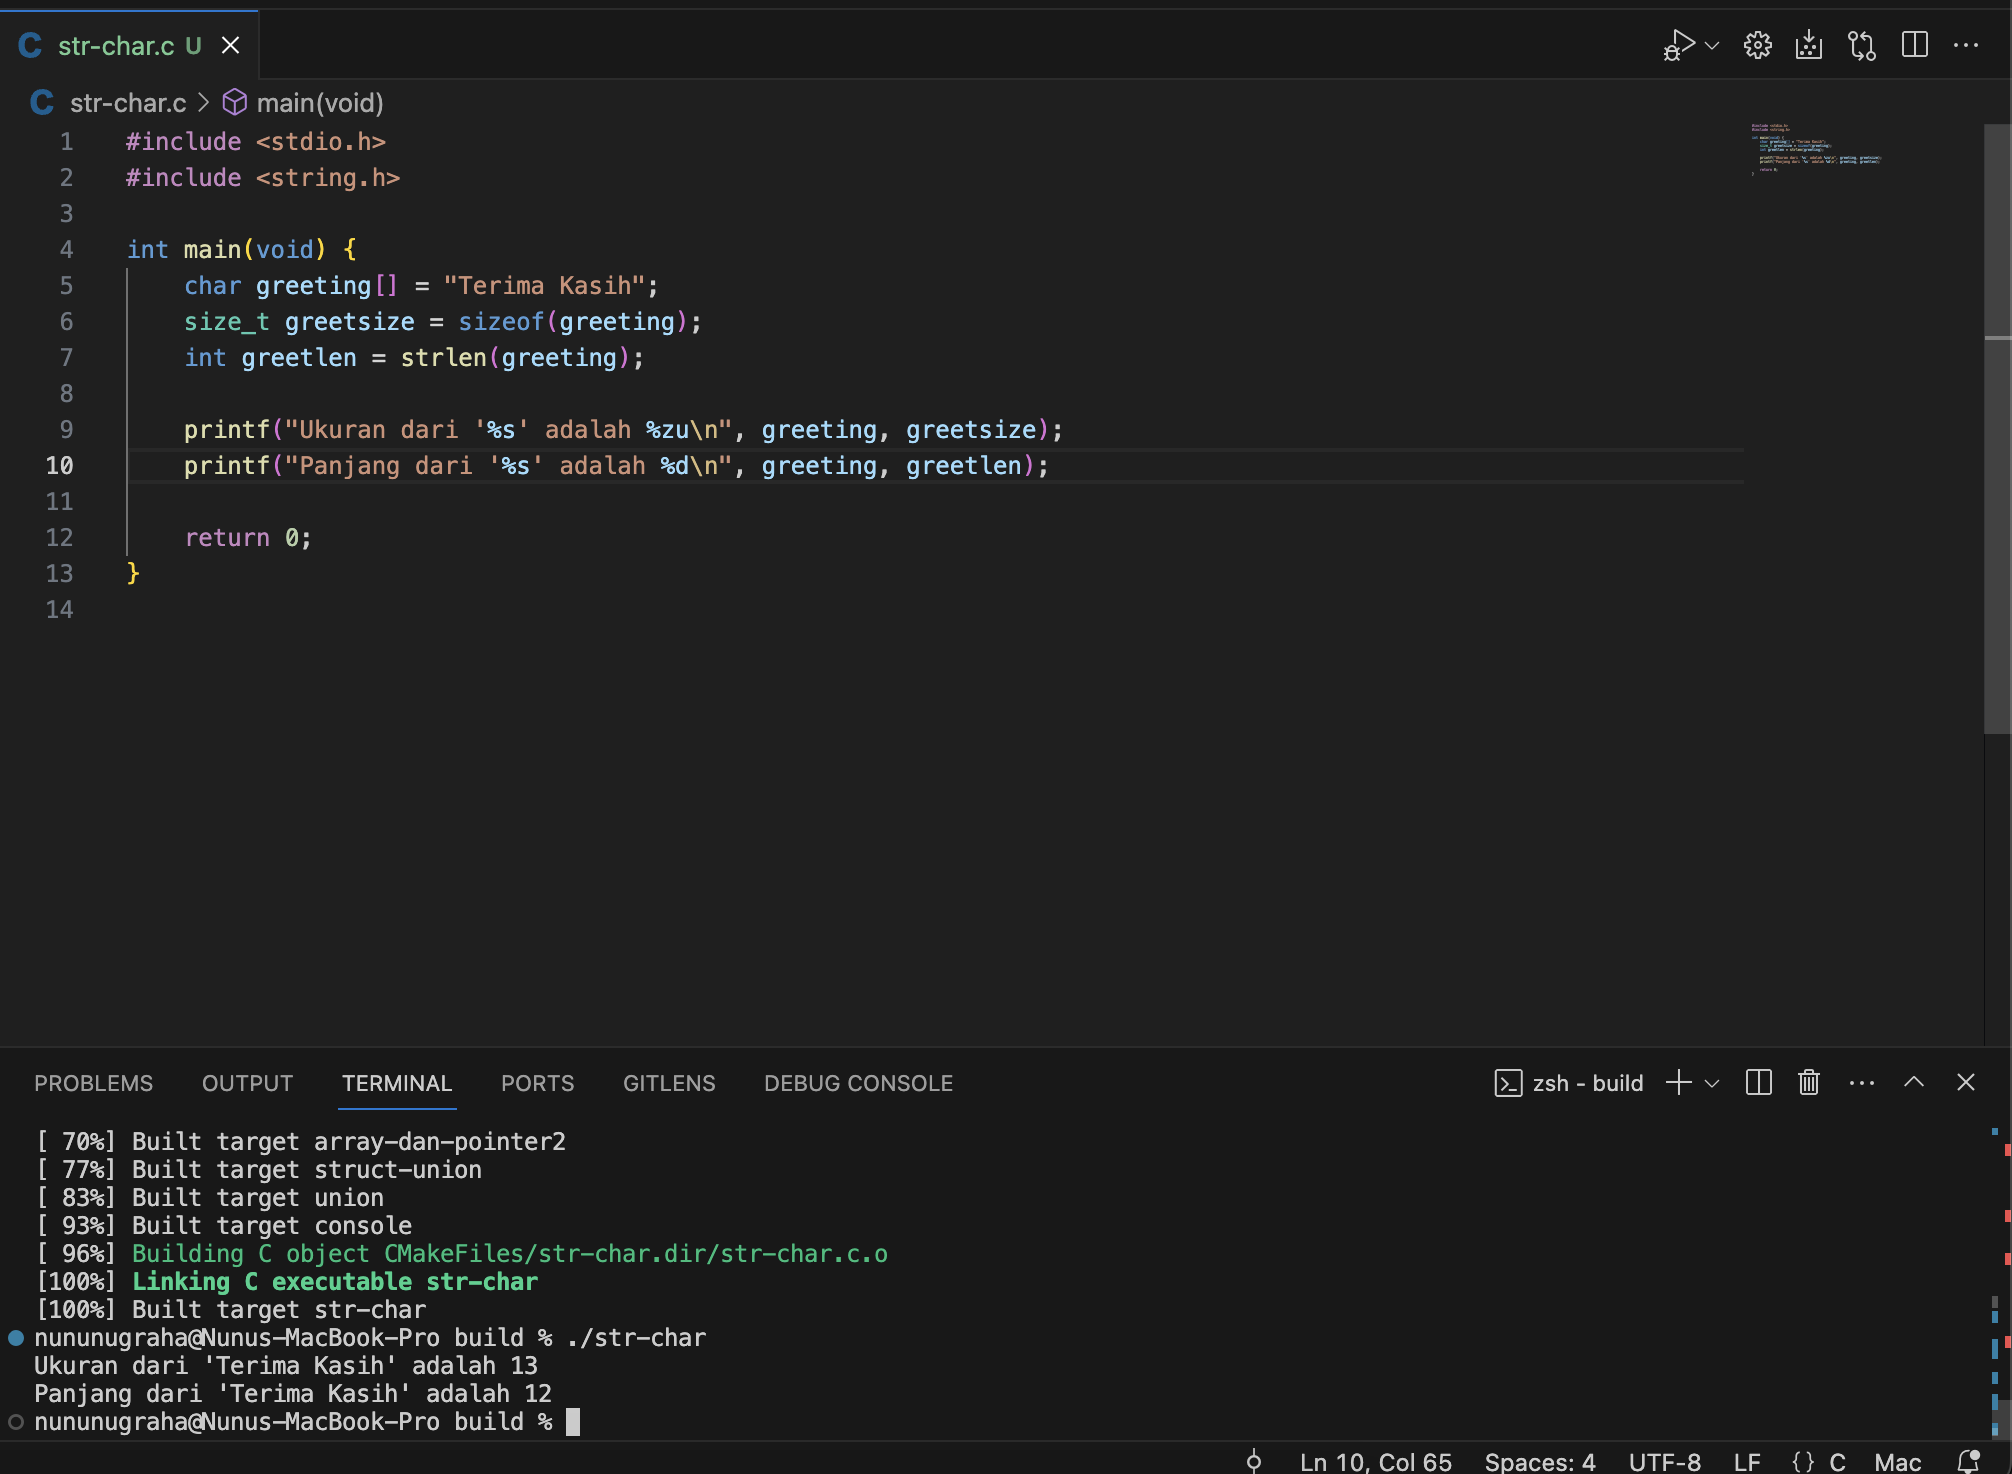 C str-char.c U
C str-char.c > main(void)
1 #include <stdio.h>
2 #include <string.h>
3
4 int main(void) {
5     char greeting[] = "Terima Kasih";
6     size_t greetsize = sizeof(greeting);
7     int greetlen = strlen(greeting);
8
9     printf("Ukuran dari '%s' adalah %zu\n", greeting, greetsize);
10     printf("Panjang dari '%s' adalah %d\n", greeting, greetlen);
11
12     return 0;
13 }
14
PROBLEMS OUTPUT TERMINAL PORTS GITLENS DEBUG CONSOLE zsh - build
[ 70%] Built target array-dan-pointer2
[ 77%] Built target struct-union
[ 83%] Built target union
[ 93%] Built target console
[ 96%] Building C object CMakeFiles/str-char.dir/str-char.c.o
[100%] Linking C executable str-char
[100%] Built target str-char
nununugraha@Nunus-MacBook-Pro build % ./str-char
Ukuran dari 'Terima Kasih' adalah 13
Panjang dari 'Terima Kasih' adalah 12
nununugraha@Nunus-MacBook-Pro build %
Ln 10, Col 65 Spaces: 4 UTF-8 LF {} C Mac